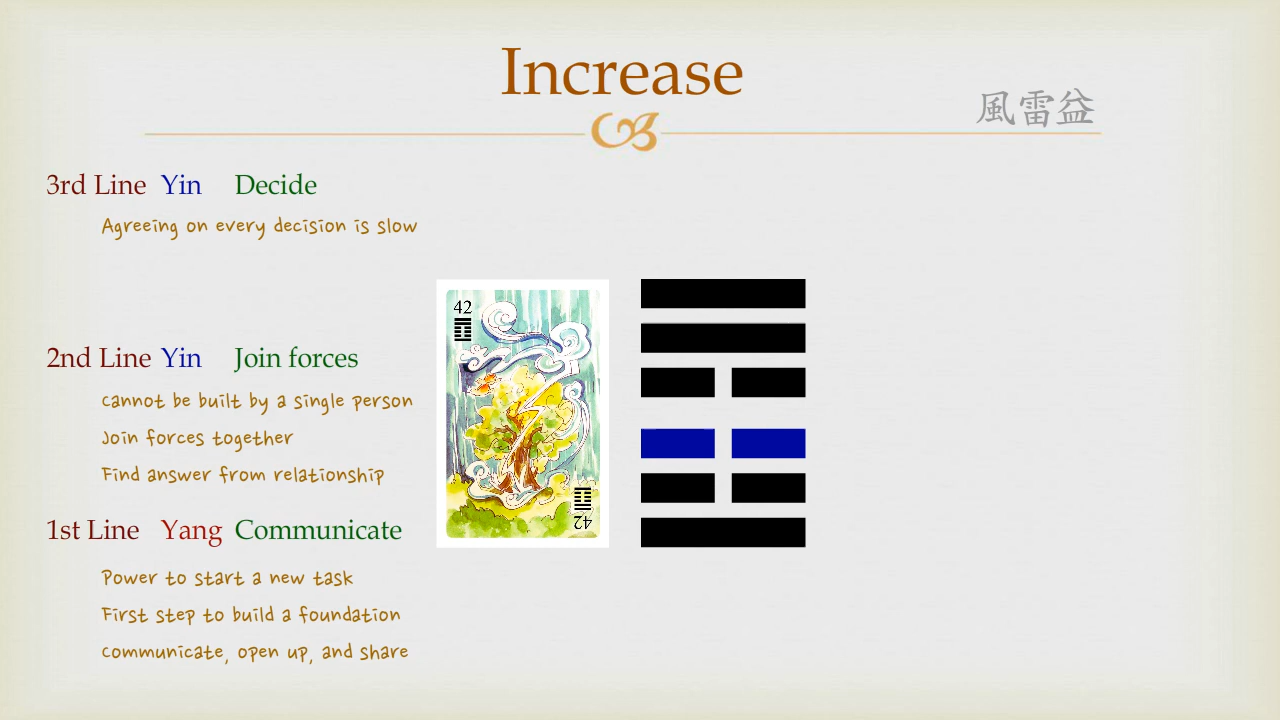 Increase
風雷益
3rd Line Yin Decide
Agreeing on every decision is slow
2nd Line Yin Join forces
Cannot be built by a single person
Join forces together
Find answer from relationship
1st Line Yang Communicate
Power to start a new task
First step to build a foundation
Communicate, open up, and share
42
42